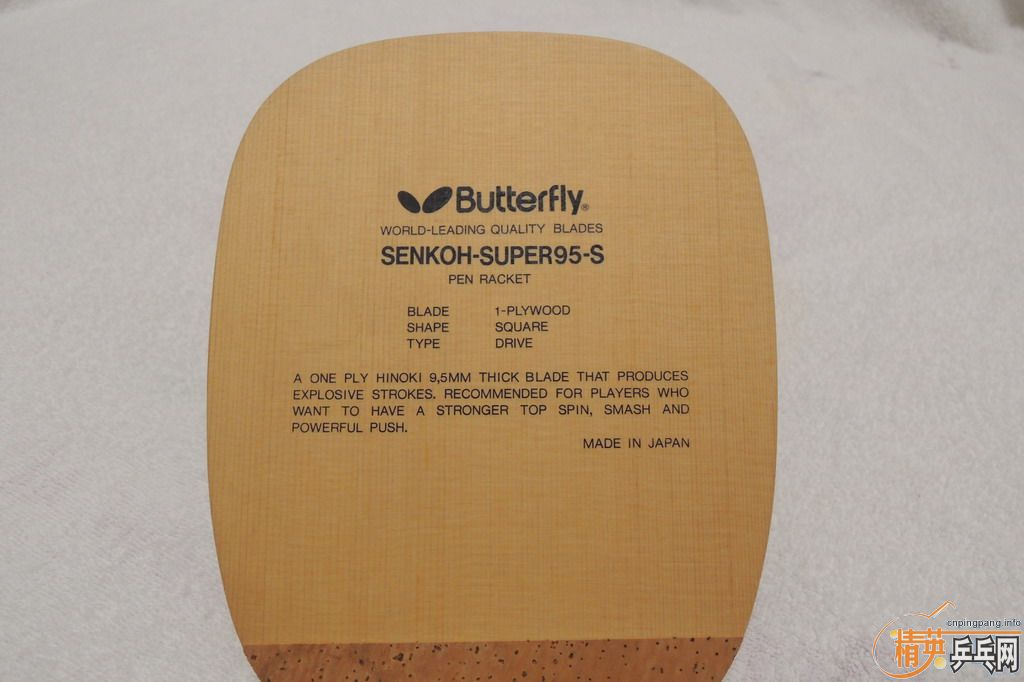 Butterfly®
WORLD-LEADING QUALITY BLADES
SENKOH-SUPER95-S
PEN RACKET
BLADE 1-PLYWOOD
SHAPE SQUARE
TYPE DRIVE
A ONE PLY HINOKI 9,5MM THICK BLADE THAT PRODUCES
EXPLOSIVE STROKES. RECOMMENDED FOR PLAYERS WHO
WANT TO HAVE A STRONGER TOP SPIN, SMASH AND
POWERFUL PUSH.
MADE IN JAPAN
cnpingpang.info
精英乒乓网